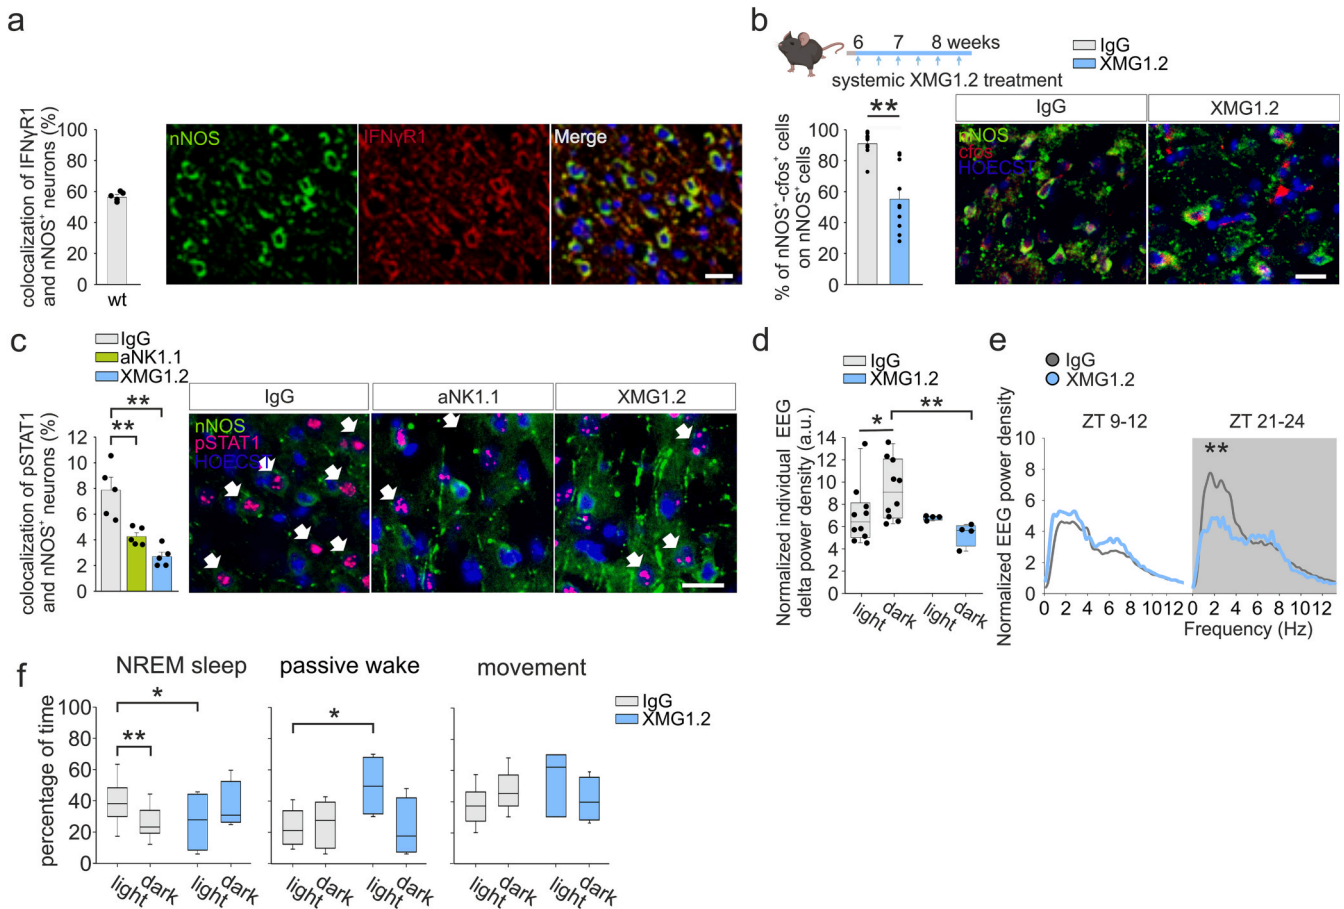 a
colocalization of IFNγR1
and nNOS+ neurons (%)
100
80
60
40
20
0
wt
nNOS
IFNγR1
Merge
b
6 7 8 weeks
systemic XMG1.2 treatment
IgG
XMG1.2
% of nNOS+-cfos+ cells
on nNOS+ cells
100
80
60
40
20
0
**
IgG
XMG1.2
nNOS
cfos
HOECST
c
IgG
aNK1.1
XMG1.2
colocalization of pSTAT1
and nNOS+ neurons (%)
12
10
8
6
4
2
0
**
**
IgG
aNK1.1
XMG1.2
nNOS
pSTAT1
HOECST
d
IgG
XMG1.2
Normalized individual EEG
delta power density (a.u.)
14
12
10
8
6
4
2
0
*
**
light dark light dark
e
IgG
XMG1.2
Normalized EEG power density
ZT 9-12
ZT 21-24
10
8
6
4
2
0
**
0 2 4 6 8 10 12
0 2 4 6 8 10 12
Frequency (Hz)
f
NREM sleep
passive wake
movement
IgG
XMG1.2
percentage of time
100
80
60
40
20
0
*
**
*
light dark light dark
light dark light dark
light dark light dark